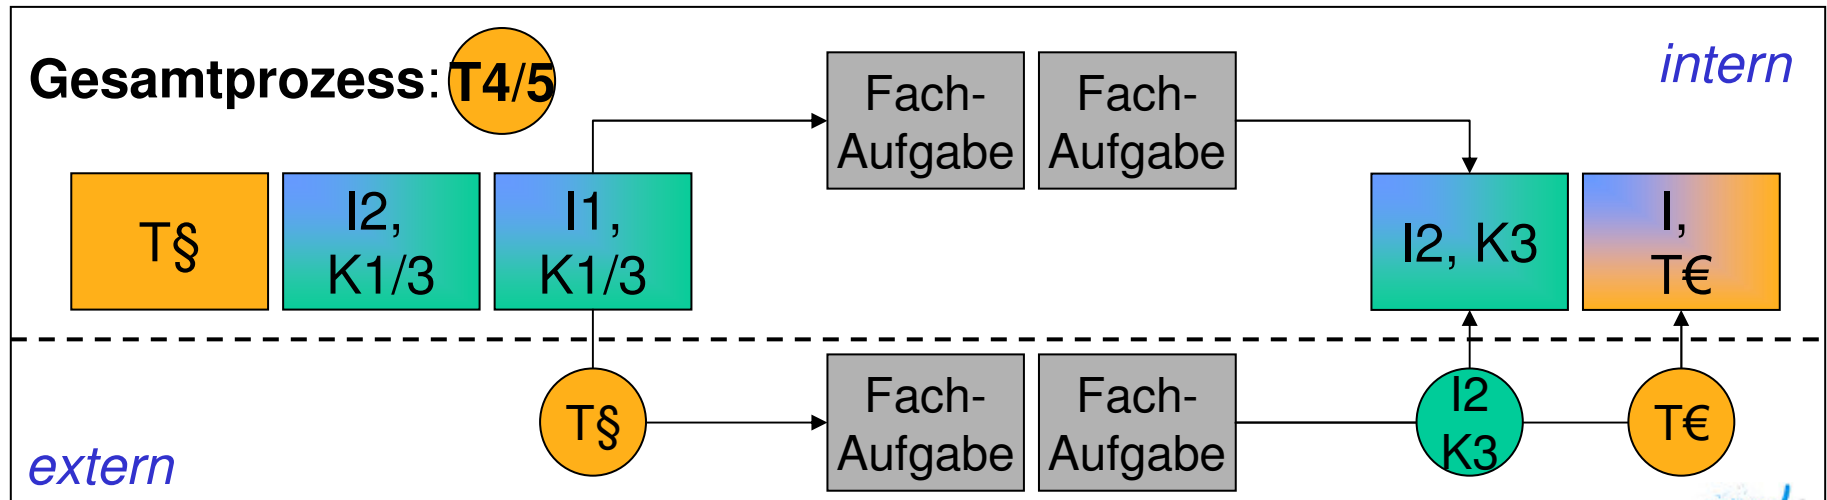 Gesamtprozess: T4/5
intern
Fach-
Aufgabe
Fach-
Aufgabe
T§
I2,
K1/3
I1,
K1/3
I2, K3
I,
T€
T§
Fach-
Aufgabe
Fach-
Aufgabe
I2
K3
T€
extern